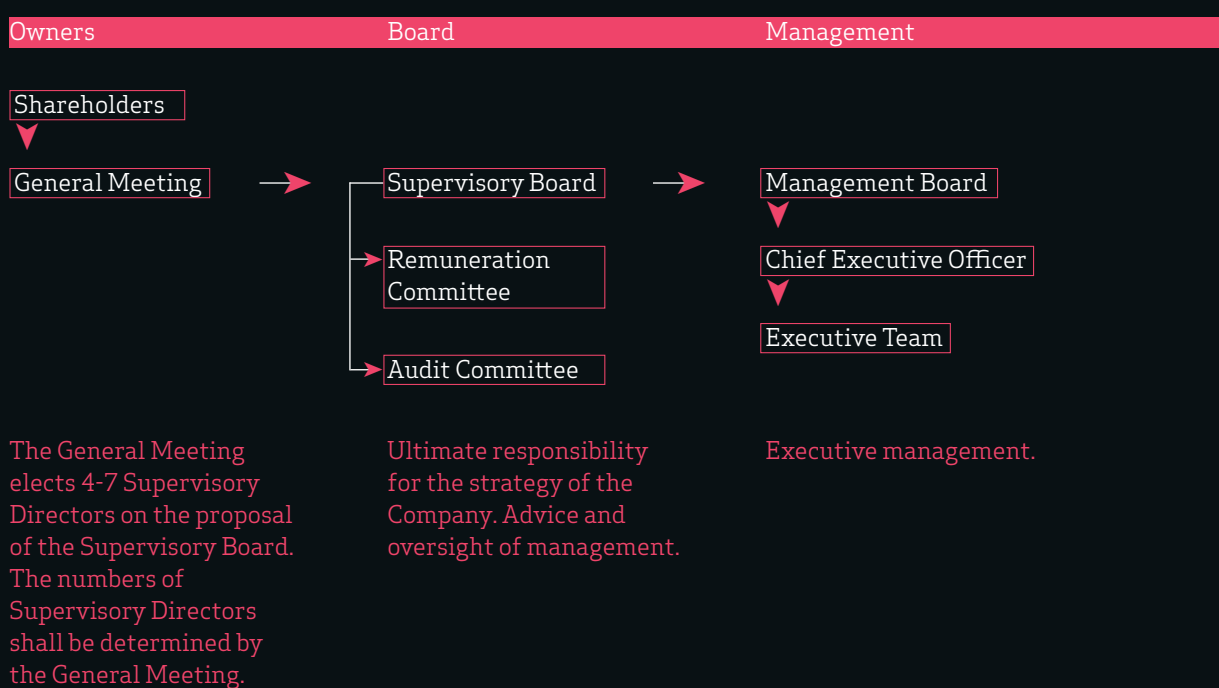 Owners
Board
Management
Shareholders
General Meeting
Supervisory Board
Management Board
Remuneration
Committee
Chief Executive Officer
Audit Committee
Executive Team
The General Meeting
elects 4-7 Supervisory
Directors on the proposal
of the Supervisory Board.
The numbers of
Supervisory Directors
shall be determined by
the General Meeting.
Ultimate responsibility
for the strategy of the
Company. Advice and
oversight of management.
Executive management.